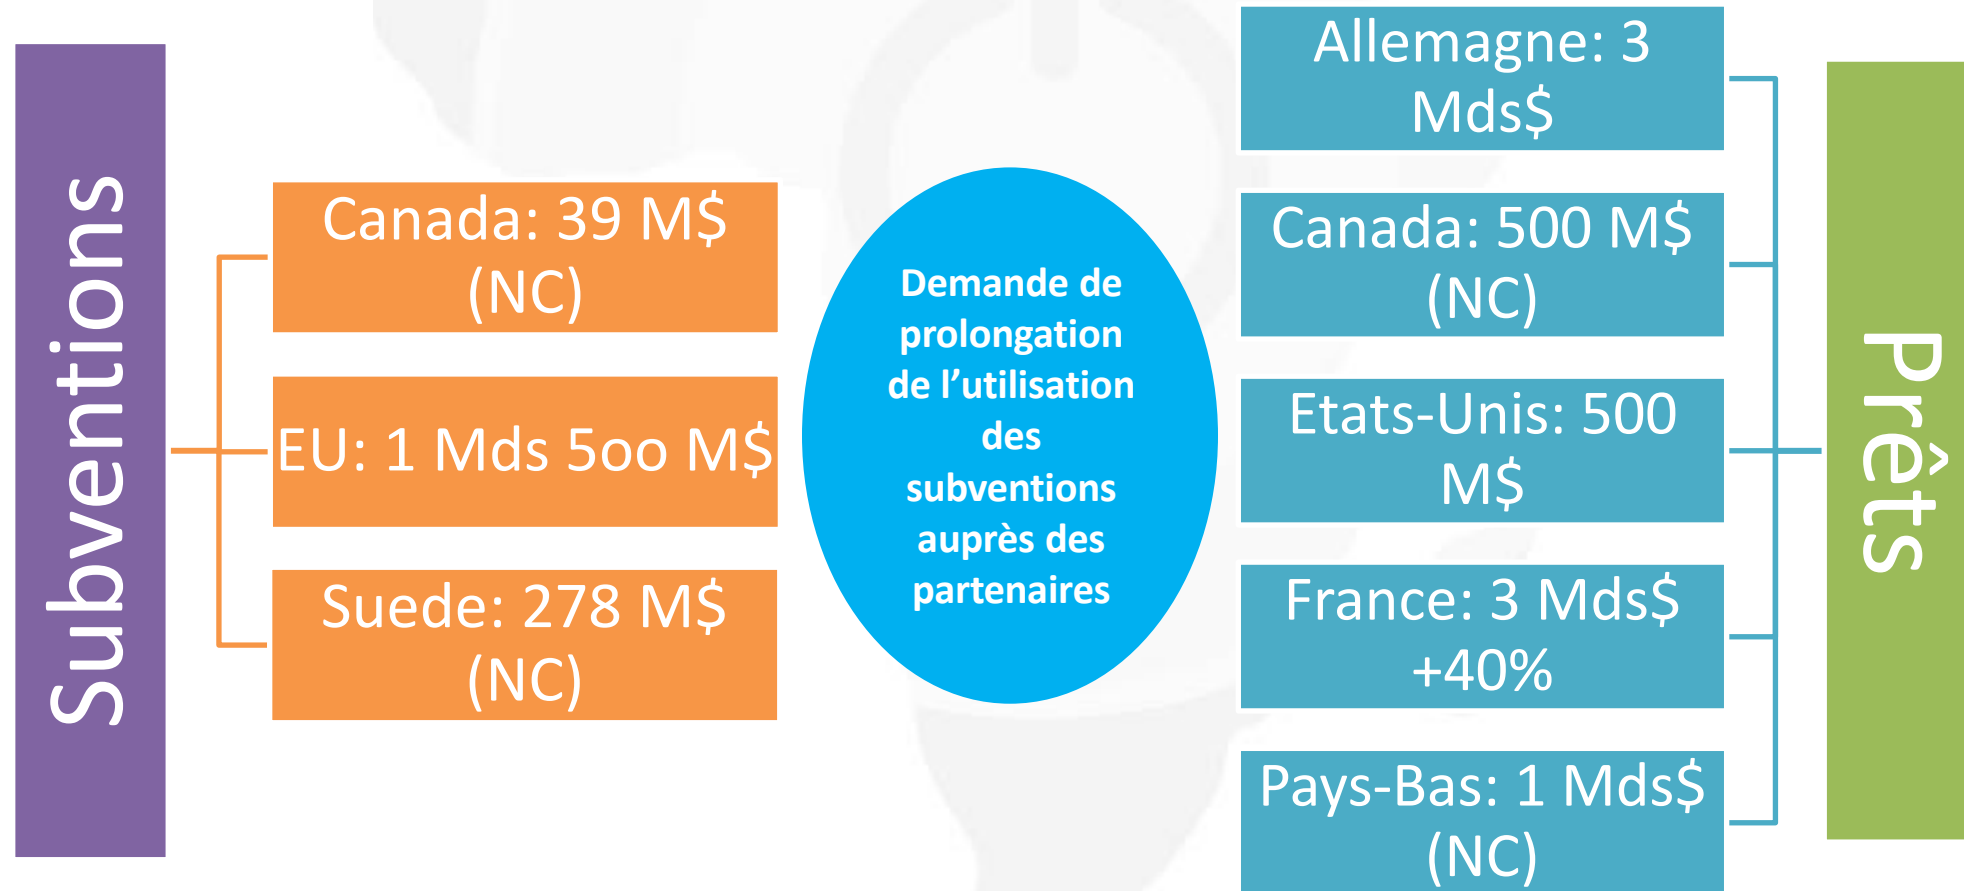 Subventions
Canada: 39 M$
(NC)
EU: 1 Mds 5oo M$
Suede: 278 M$
(NC)
Demande de
prolongation
de l’utilisation
des
subventions
auprès des
partenaires
Allemagne: 3
Mds$
Canada: 500 M$
(NC)
Etats-Unis: 500
M$
France: 3 Mds$
+40%
Pays-Bas: 1 Mds$
(NC)
Prêts